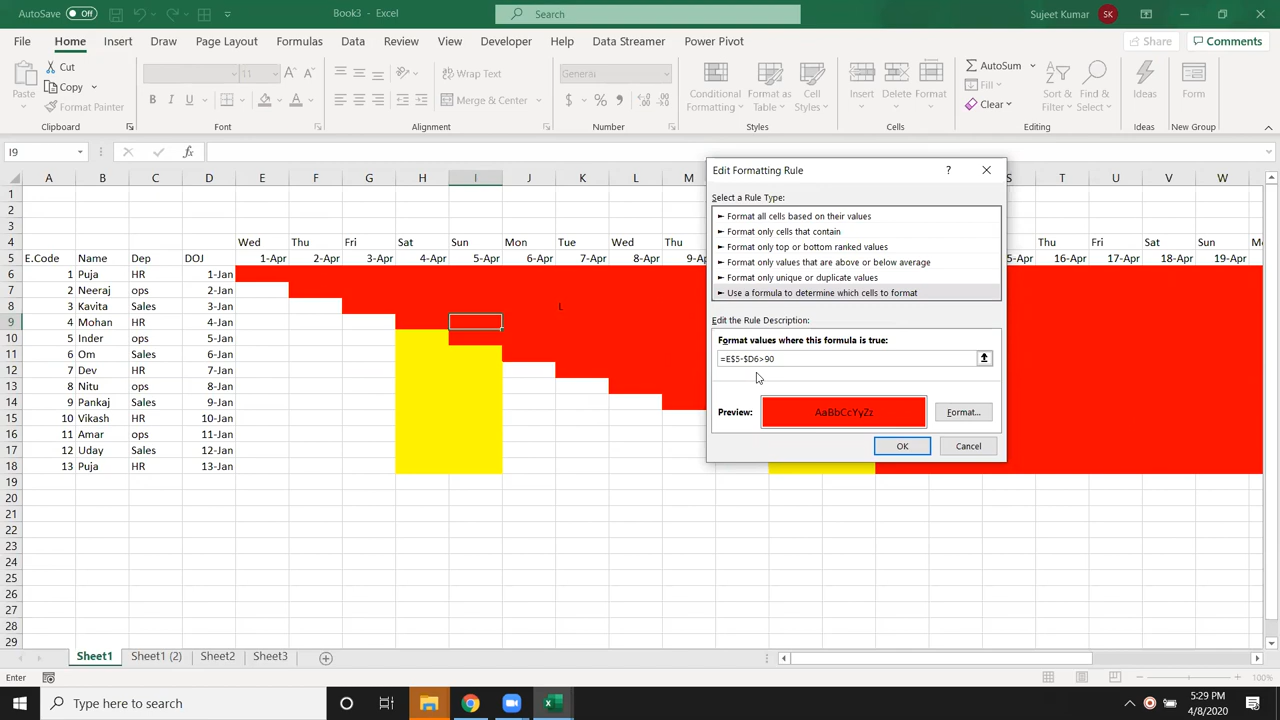 AutoSave Off Book3 - Excel Search Sujeet Kumar SK
File Home Insert Draw Page Layout Formulas Data Review View Developer Help Data Streamer Power Pivot Share Comments
Cut
Copy
Format Painter
Paste
11
Wrap Text
Merge & Center
General
Conditional Formatting
Format as Table
Cell Styles
Insert
Delete
Format
AutoSum
Fill
Clear
Sort & Filter
Find & Select
Ideas
Form
Clipboard Font Alignment Number Styles Cells Editing Ideas New Group
I9 fx
A B C D E F G H I J K L M S T U V W
1
2
3
4 Wed Thu Fri Sat Sun Mon Tue Wed Thu Thu Fri Sat Sun
5 E.Code Name Dep DOJ 1-Apr 2-Apr 3-Apr 4-Apr 5-Apr 6-Apr 7-Apr 8-Apr 16-Apr 17-Apr 18-Apr 19-Apr
6 1 Puja HR 1-Jan
7 2 Neeraj ops 2-Jan
8 3 Kavita Sales 3-Jan L
9 4 Mohan HR 4-Jan
10 5 Inder ops 5-Jan
11 6 Om Sales 6-Jan
12 7 Dev HR 7-Jan
13 8 Nitu ops 8-Jan
14 9 Pankaj Sales 9-Jan
15 10 Vikash HR 10-Jan
16 11 Amar ops 11-Jan
17 12 Uday Sales 12-Jan
18 13 Puja HR 13-Jan
19
20
21
22
23
24
25
26
27
28
29
Edit Formatting Rule ?
Select a Rule Type:
► Format all cells based on their values
► Format only cells that contain
► Format only top or bottom ranked values
► Format only values that are above or below average
► Format only unique or duplicate values
► Use a formula to determine which cells to format
Edit the Rule Description:
Format values where this formula is true:
=E$5-$D6>90
Preview: AaBbCcYyZz Format...
OK Cancel
Sheet1 Sheet1 (2) Sheet2 Sheet3
Enter 100%
Type here to search
5:29 PM
4/8/2020